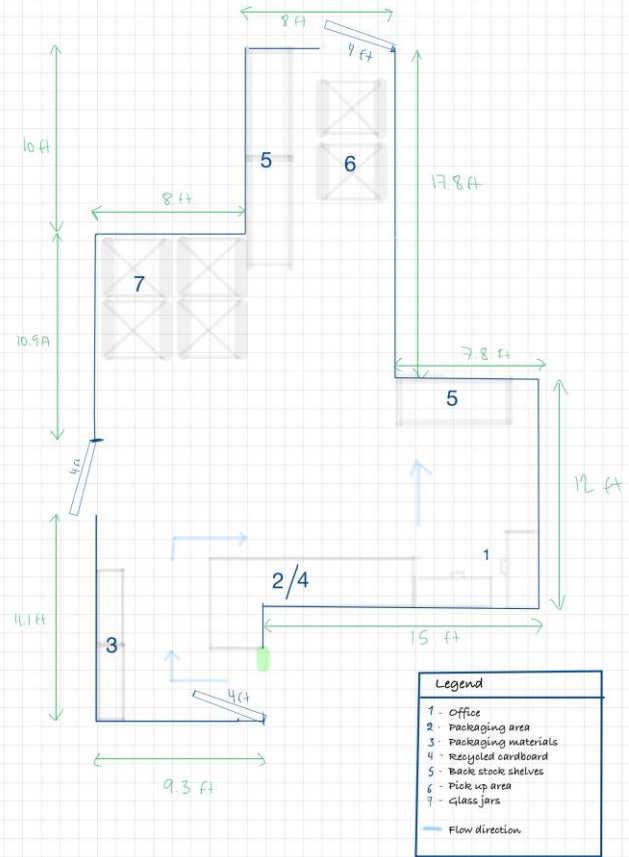 8 ft
4 ft
10 ft
5
6
17.8 ft
8 ft
7
10.9 ft
7.8 ft
5
4 ft
12 ft
1
2/4
11.1 ft
3
15 ft
4 ft
9.3 ft
Legend
1 - Office
2 - Packaging area
3 - Packaging materials
4 - Recycled cardboard
5 - Back stock shelves
6 - Pick up area
7 - Glass jars
Flow direction